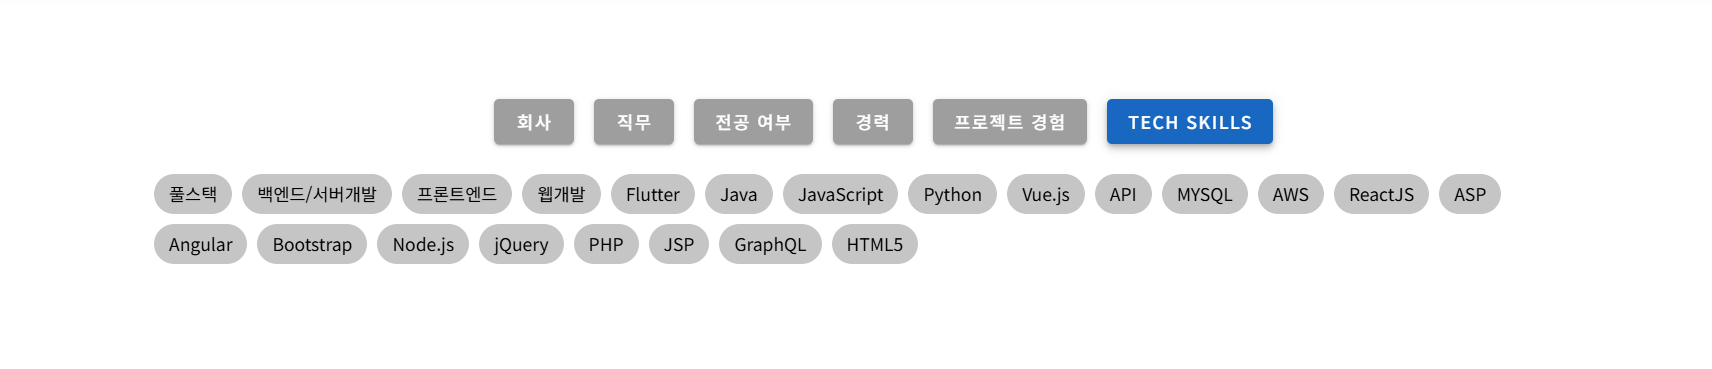 회사 직무 전공 여부 경력 프로젝트 경험 TECH SKILLS
풀스택 백엔드/서버개발 프론트엔드 웹개발 Flutter Java JavaScript Python Vue.js API MYSQL AWS ReactJS ASP
Angular Bootstrap Node.js jQuery PHP JSP GraphQL HTML5